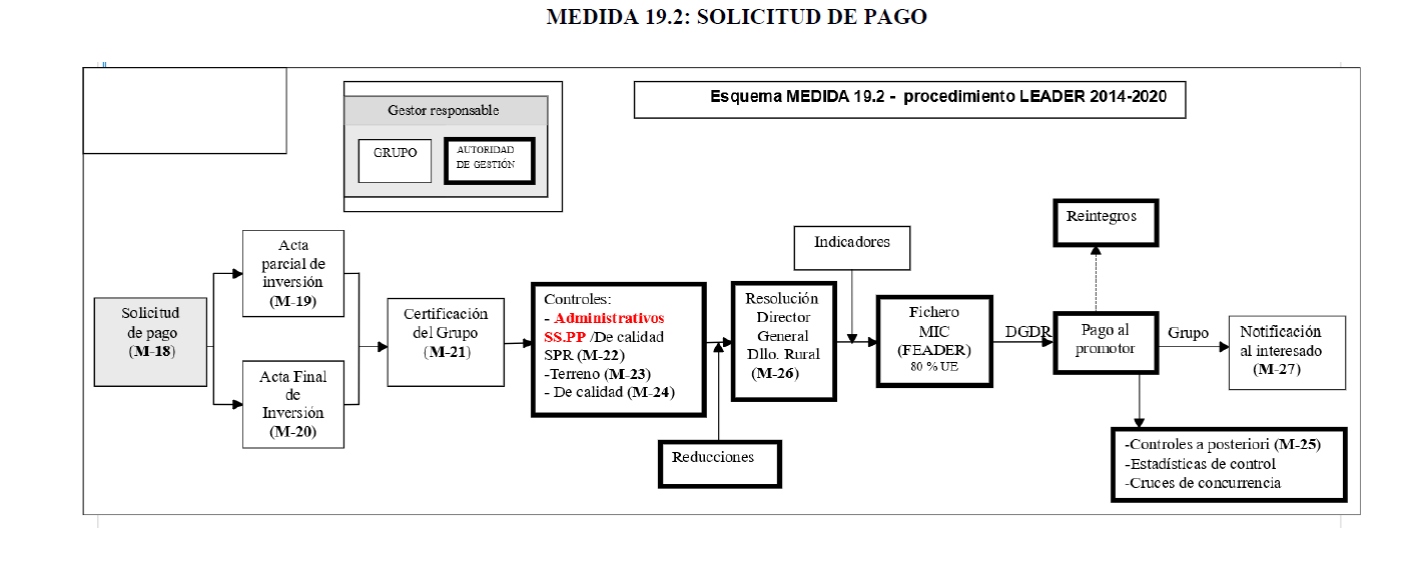 MEDIDA 19.2: SOLICITUD DE PAGO
Esquema MEDIDA 19.2 - procedimiento LEADER 2014-2020
Gestor responsable
GRUPO
AUTORIDAD
DE GESTIÓN
Solicitud
de pago
(M-18)
Acta
parcial de
inversión
(M-19)
Acta Final
de
Inversión
(M-20)
Certificación
del Grupo
(M-21)
Controles:
- Administrativos
SS.PP /De calidad
SPR (M-22)
-Terreno (M-23)
- De calidad (M-24)
Reducciones
Resolución
Director
General
Dllo. Rural
(M-26)
Indicadores
Fichero
MIC
(FEADER)
80 % UE
DGDR
Reintegros
Pago al
promotor
Grupo
Notificación
al interesado
(M-27)
-Controles a posteriori (M-25)
-Estadísticas de control
-Cruces de concurrencia